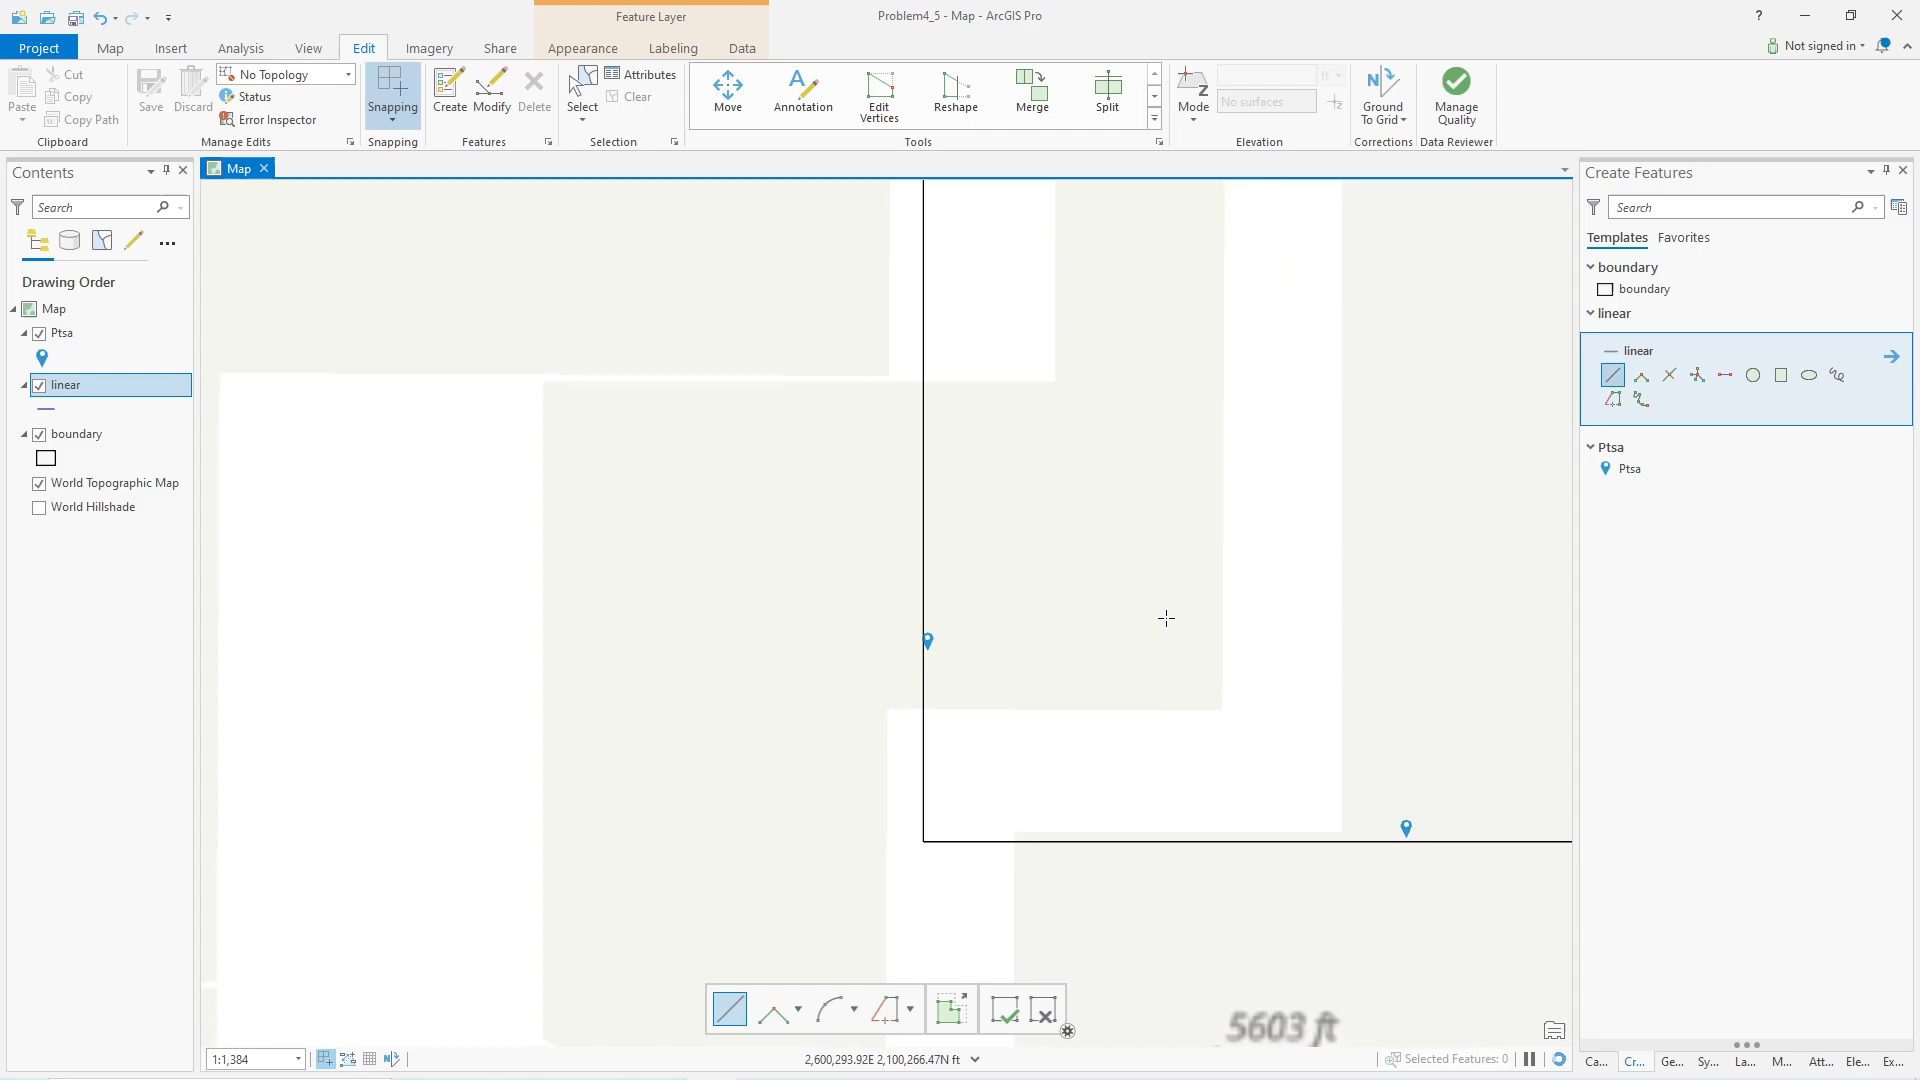 Feature Layer
Problem4_5 - Map - ArcGIS Pro
?
Project
Map
Insert
Analysis
View
Edit
Imagery
Share
Appearance
Labeling
Data
Not signed in
Paste
Cut
Copy
Copy Path
Clipboard
Save
Discard
No Topology
Status
Error Inspector
Manage Edits
Snapping
Snapping
Create
Modify
Delete
Features
Select
Attributes
Clear
Selection
Move
Annotation
Edit
Vertices
Reshape
Merge
Split
Tools
Mode
ft
No surfaces
Elevation
Ground
To Grid
Corrections
Manage
Quality
Data Reviewer
Contents
Search
Drawing Order
Map
Ptsa
linear
boundary
World Topographic Map
World Hillshade
Map
5603 ft
1:1,384
2,600,293.92E 2,100,266.47N ft
Selected Features: 0
Create Features
Search
Templates
Favorites
boundary
boundary
linear
linear
Ptsa
Ptsa
Ca...
Cr...
Ge...
Sy...
La...
M...
Att...
Ele...
Ex...